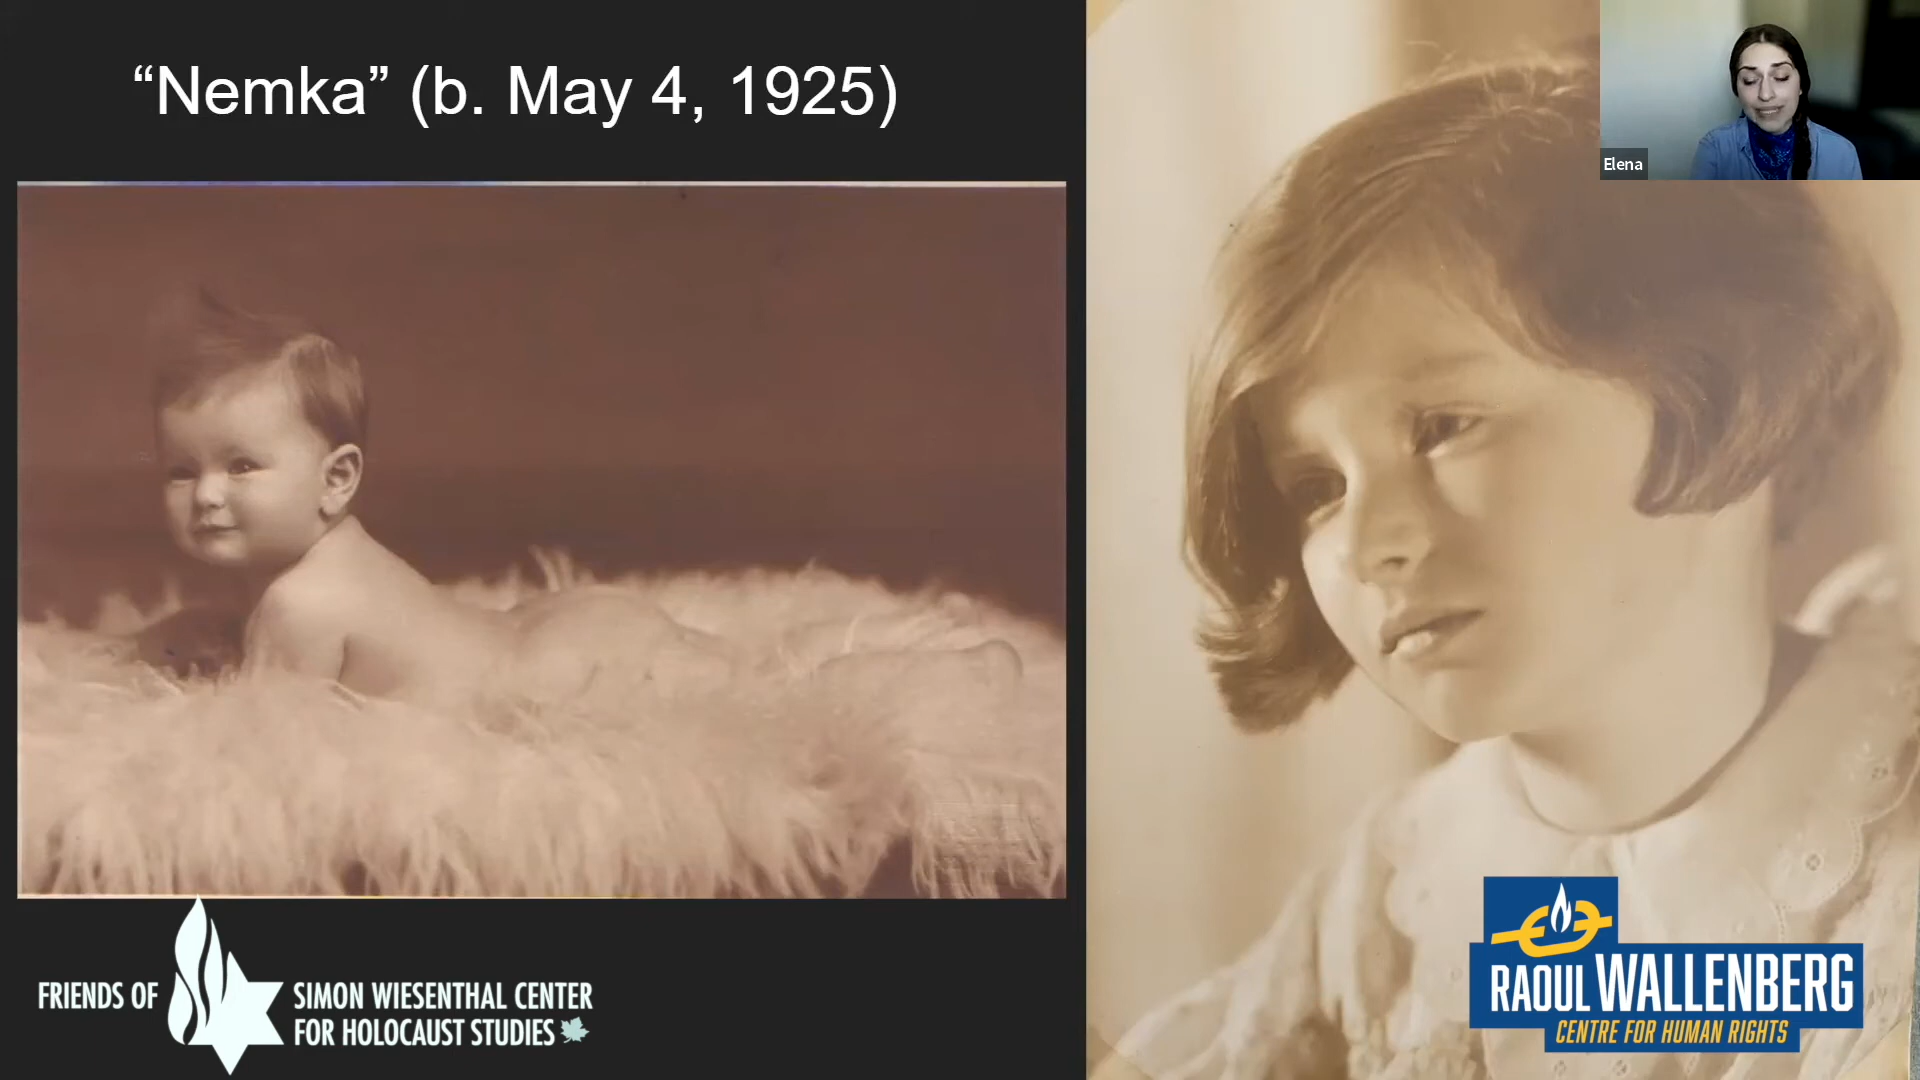 “Nemka” (b. May 4, 1925)
Elena
FRIENDS OF
SIMON WIESENTHAL CENTER
FOR HOLOCAUST STUDIES
RAOUL WALLENBERG
CENTRE FOR HUMAN RIGHTS